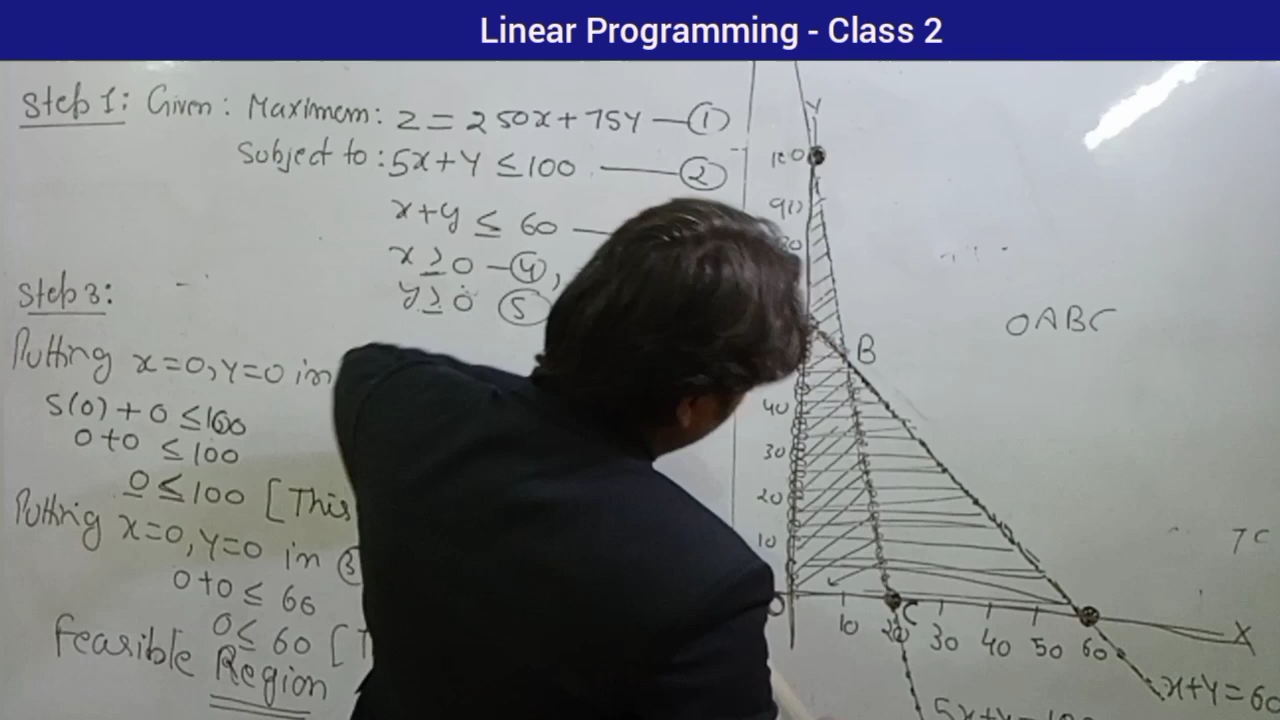 Linear Programming - Class 2
Step 1: Given: Maximum: Z = 250x + 75y — ①
Subject to: 5x + y ≤ 100 — ②
x + y ≤ 60 —
x ≥ 0 — ④,
y ≥ 0 ⑤
Step 3:
Putting x=0, y=0 in
5(0) + 0 ≤ 100
0+0 ≤ 100
0 ≤ 100 [This
Putting x=0, y=0 in ③
0+0 ≤ 60
0 ≤ 60 [T
Feasible Region
Y
100
90
B
OABC
40
30
20
10
7C
O
C
10 20 30 40 50 60
X
x+y=60